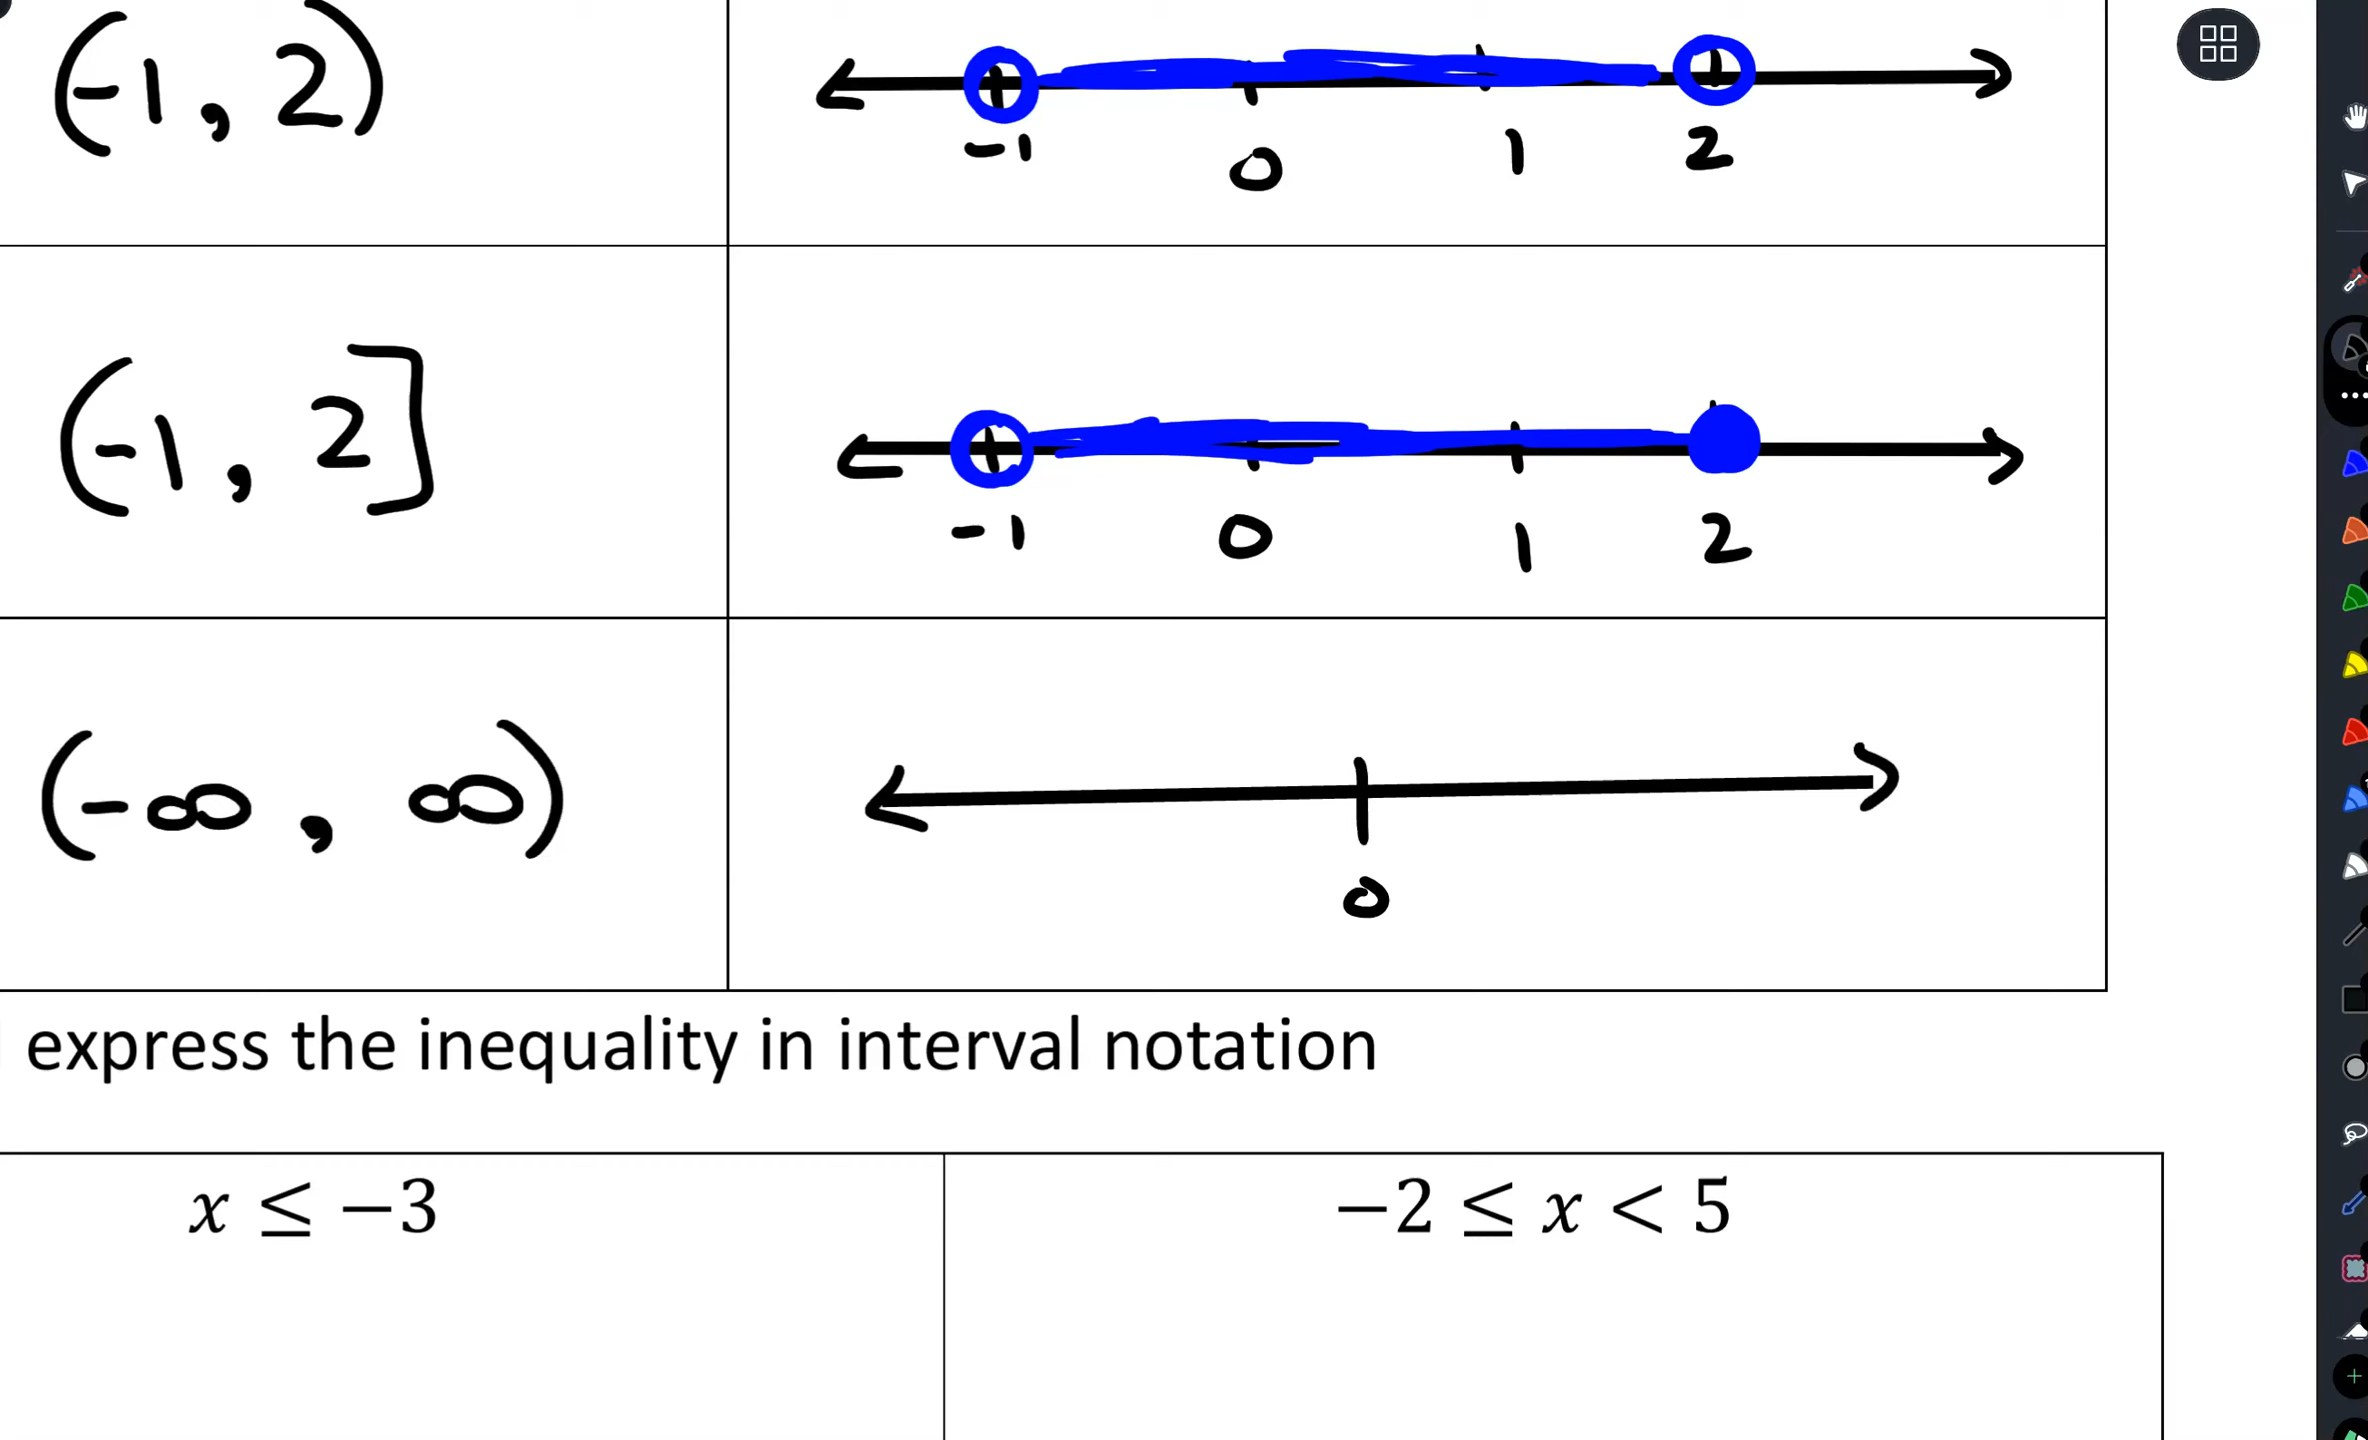 (-1, 2)
-1 0 1 2
(-1, 2]
-1 0 1 2
(-∞, ∞)
0
express the inequality in interval notation
x ≤ −3
−2 ≤ x < 5